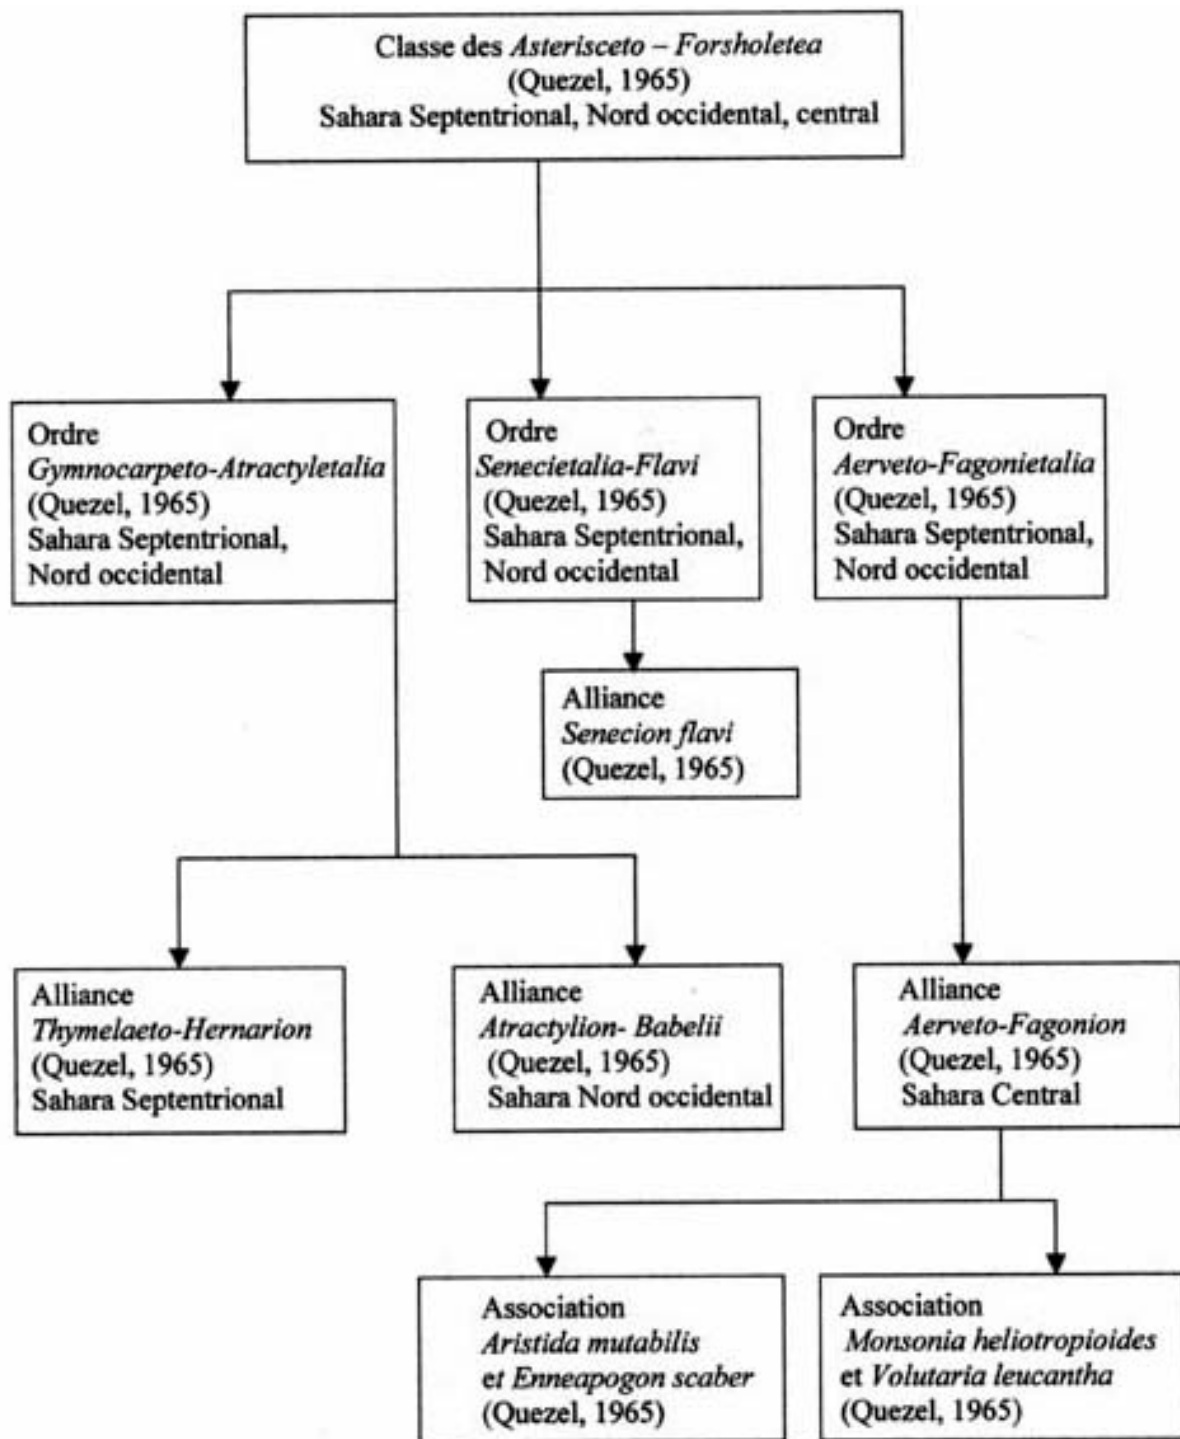 Classe des Asterisceto – Forsholetea
(Quezel, 1965)
Sahara Septentrional, Nord occidental, central
Ordre
Gymnocarpeto-Atractyletalia
(Quezel, 1965)
Sahara Septentrional,
Nord occidental
Ordre
Senecietalia-Flavi
(Quezel, 1965)
Sahara Septentrional,
Nord occidental
Ordre
Aerveto-Fagonietalia
(Quezel, 1965)
Sahara Septentrional,
Nord occidental
Alliance
Senecion flavi
(Quezel, 1965)
Alliance
Thymelaeto-Hernarion
(Quezel, 1965)
Sahara Septentrional
Alliance
Atractylion- Babelii
(Quezel, 1965)
Sahara Nord occidental
Alliance
Aerveto-Fagonion
(Quezel, 1965)
Sahara Central
Association
Aristida mutabilis
et Enneapogon scaber
(Quezel, 1965)
Association
Monsonia heliotropioides
et Volutaria leucantha
(Quezel, 1965)